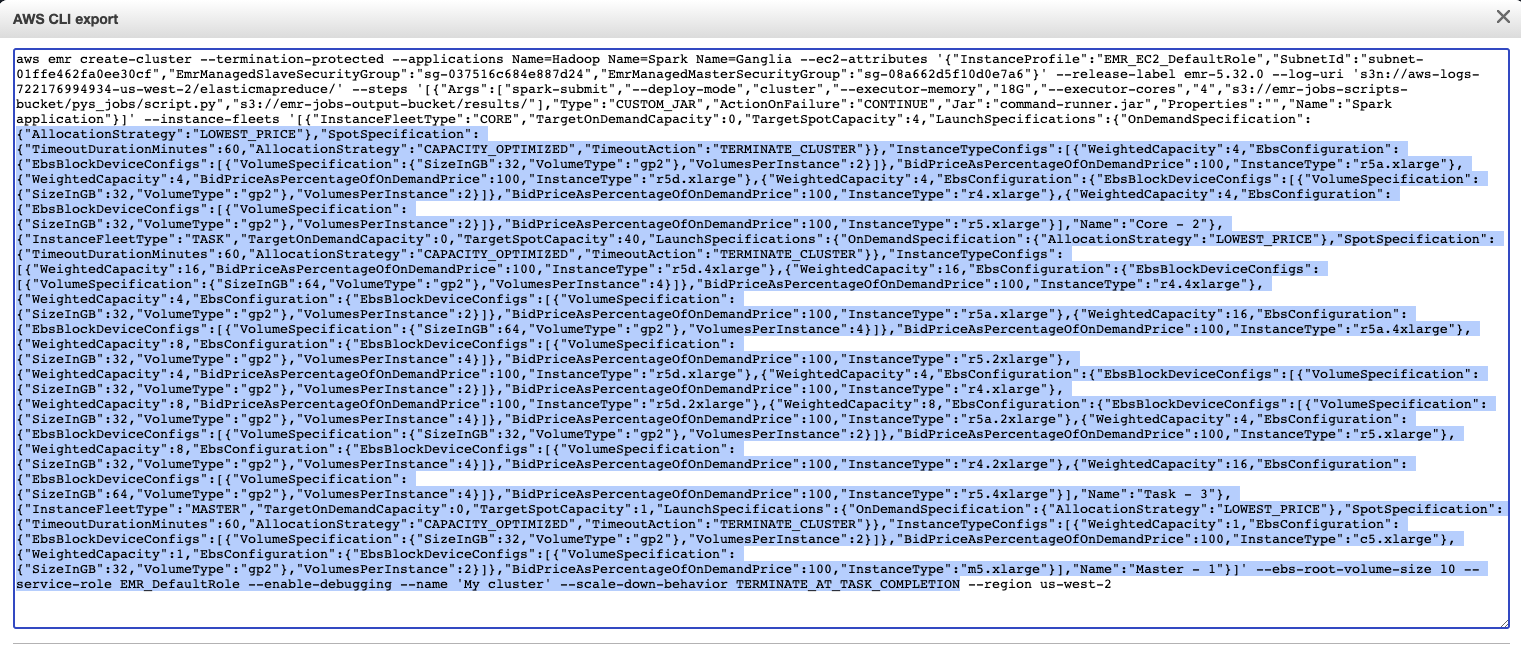 AWS CLI export
aws emr create-cluster --termination-protected --applications Name=Hadoop Name=Spark Name=Ganglia --ec2-attributes '{"InstanceProfile":"EMR_EC2_DefaultRole","SubnetId":"subnet-
01ffe462fa0ee30cf","EmrManagedSlaveSecurityGroup":"sg-037516c684e887d24","EmrManagedMasterSecurityGroup":"sg-08a662d5f10d0e7a6"}' --release-label emr-5.32.0 --log-uri 's3n://aws-logs-
722176994934-us-west-2/elasticmapreduce/' --steps '[{"Args":["spark-submit","--deploy-mode","cluster","--executor-memory","18G","--executor-cores","4","s3://emr-jobs-scripts-
bucket/pys_jobs/script.py","s3://emr-jobs-output-bucket/results/"],"Type":"CUSTOM_JAR","ActionOnFailure":"CONTINUE","Jar":"command-runner.jar","Properties":"","Name":"Spark
application"}]' --instance-fleets '[{"InstanceFleetType":"CORE","TargetOnDemandCapacity":0,"TargetSpotCapacity":4,"LaunchSpecifications":{"OnDemandSpecification":
{"AllocationStrategy":"LOWEST_PRICE"},"SpotSpecification":
{"TimeoutDurationMinutes":60,"AllocationStrategy":"CAPACITY_OPTIMIZED","TimeoutAction":"TERMINATE_CLUSTER"}},"InstanceTypeConfigs":[{"WeightedCapacity":4,"EbsConfiguration":
{"EbsBlockDeviceConfigs":[{"VolumeSpecification":{"SizeInGB":32,"VolumeType":"gp2"},"VolumesPerInstance":2}]},"BidPriceAsPercentageOfOnDemandPrice":100,"InstanceType":"r5a.xlarge"},
{"WeightedCapacity":4,"BidPriceAsPercentageOfOnDemandPrice":100,"InstanceType":"r5d.xlarge"},{"WeightedCapacity":4,"EbsConfiguration":{"EbsBlockDeviceConfigs":[{"VolumeSpecification":
{"SizeInGB":32,"VolumeType":"gp2"},"VolumesPerInstance":2}]},"BidPriceAsPercentageOfOnDemandPrice":100,"InstanceType":"r4.xlarge"},{"WeightedCapacity":4,"EbsConfiguration":
{"EbsBlockDeviceConfigs":[{"VolumeSpecification":
{"SizeInGB":32,"VolumeType":"gp2"},"VolumesPerInstance":2}]},"BidPriceAsPercentageOfOnDemandPrice":100,"InstanceType":"r5.xlarge"}],"Name":"Core - 2"},
{"InstanceFleetType":"TASK","TargetOnDemandCapacity":0,"TargetSpotCapacity":40,"LaunchSpecifications":{"OnDemandSpecification":{"AllocationStrategy":"LOWEST_PRICE"},"SpotSpecification":
{"TimeoutDurationMinutes":60,"AllocationStrategy":"CAPACITY_OPTIMIZED","TimeoutAction":"TERMINATE_CLUSTER"}},"InstanceTypeConfigs":
[{"WeightedCapacity":16,"BidPriceAsPercentageOfOnDemandPrice":100,"InstanceType":"r5d.4xlarge"},{"WeightedCapacity":16,"EbsConfiguration":{"EbsBlockDeviceConfigs":
[{"VolumeSpecification":{"SizeInGB":64,"VolumeType":"gp2"},"VolumesPerInstance":4}]},"BidPriceAsPercentageOfOnDemandPrice":100,"InstanceType":"r4.4xlarge"},
{"WeightedCapacity":4,"EbsConfiguration":{"EbsBlockDeviceConfigs":[{"VolumeSpecification":
{"SizeInGB":32,"VolumeType":"gp2"},"VolumesPerInstance":2}]},"BidPriceAsPercentageOfOnDemandPrice":100,"InstanceType":"r5a.xlarge"},{"WeightedCapacity":16,"EbsConfiguration":
{"EbsBlockDeviceConfigs":[{"VolumeSpecification":{"SizeInGB":64,"VolumeType":"gp2"},"VolumesPerInstance":4}]},"BidPriceAsPercentageOfOnDemandPrice":100,"InstanceType":"r5a.4xlarge"},
{"WeightedCapacity":8,"EbsConfiguration":{"EbsBlockDeviceConfigs":[{"VolumeSpecification":
{"SizeInGB":32,"VolumeType":"gp2"},"VolumesPerInstance":4}]},"BidPriceAsPercentageOfOnDemandPrice":100,"InstanceType":"r5.2xlarge"},
{"WeightedCapacity":4,"BidPriceAsPercentageOfOnDemandPrice":100,"InstanceType":"r5d.xlarge"},{"WeightedCapacity":4,"EbsConfiguration":{"EbsBlockDeviceConfigs":[{"VolumeSpecification":
{"SizeInGB":32,"VolumeType":"gp2"},"VolumesPerInstance":2}]},"BidPriceAsPercentageOfOnDemandPrice":100,"InstanceType":"r4.xlarge"},
{"WeightedCapacity":8,"BidPriceAsPercentageOfOnDemandPrice":100,"InstanceType":"r5d.2xlarge"},{"WeightedCapacity":8,"EbsConfiguration":{"EbsBlockDeviceConfigs":[{"VolumeSpecification":
{"SizeInGB":32,"VolumeType":"gp2"},"VolumesPerInstance":4}]},"BidPriceAsPercentageOfOnDemandPrice":100,"InstanceType":"r5a.2xlarge"},{"WeightedCapacity":4,"EbsConfiguration":
{"EbsBlockDeviceConfigs":[{"VolumeSpecification":{"SizeInGB":32,"VolumeType":"gp2"},"VolumesPerInstance":2}]},"BidPriceAsPercentageOfOnDemandPrice":100,"InstanceType":"r5.xlarge"},
{"WeightedCapacity":8,"EbsConfiguration":{"EbsBlockDeviceConfigs":[{"VolumeSpecification":
{"SizeInGB":32,"VolumeType":"gp2"},"VolumesPerInstance":4}]},"BidPriceAsPercentageOfOnDemandPrice":100,"InstanceType":"r4.2xlarge"},{"WeightedCapacity":16,"EbsConfiguration":
{"EbsBlockDeviceConfigs":[{"VolumeSpecification":
{"SizeInGB":64,"VolumeType":"gp2"},"VolumesPerInstance":4}]},"BidPriceAsPercentageOfOnDemandPrice":100,"InstanceType":"r5.4xlarge"}],"Name":"Task - 3"},
{"InstanceFleetType":"MASTER","TargetOnDemandCapacity":0,"TargetSpotCapacity":1,"LaunchSpecifications":{"OnDemandSpecification":{"AllocationStrategy":"LOWEST_PRICE"},"SpotSpecification":
{"TimeoutDurationMinutes":60,"AllocationStrategy":"CAPACITY_OPTIMIZED","TimeoutAction":"TERMINATE_CLUSTER"}},"InstanceTypeConfigs":[{"WeightedCapacity":1,"EbsConfiguration":
{"EbsBlockDeviceConfigs":[{"VolumeSpecification":{"SizeInGB":32,"VolumeType":"gp2"},"VolumesPerInstance":2}]},"BidPriceAsPercentageOfOnDemandPrice":100,"InstanceType":"c5.xlarge"},
{"WeightedCapacity":1,"EbsConfiguration":{"EbsBlockDeviceConfigs":[{"VolumeSpecification":
{"SizeInGB":32,"VolumeType":"gp2"},"VolumesPerInstance":2}]},"BidPriceAsPercentageOfOnDemandPrice":100,"InstanceType":"m5.xlarge"}],"Name":"Master - 1"}]' --ebs-root-volume-size 10 --
service-role EMR_DefaultRole --enable-debugging --name 'My cluster' --scale-down-behavior TERMINATE_AT_TASK_COMPLETION --region us-west-2